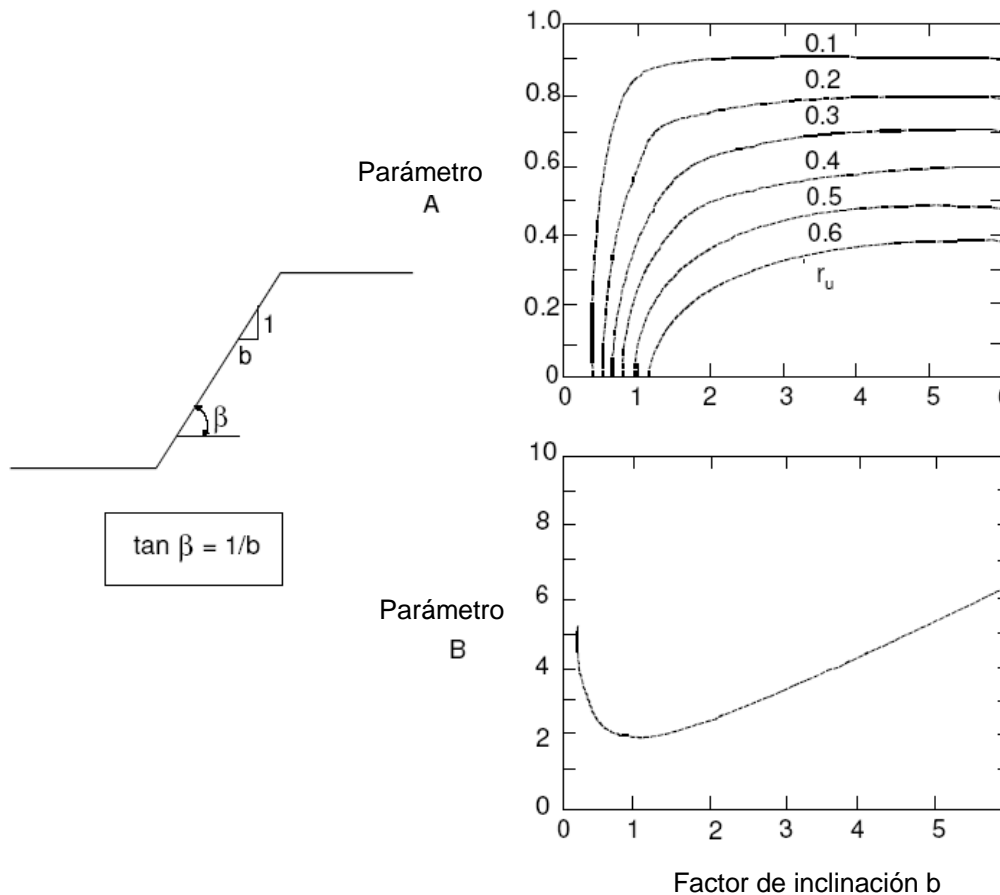 1.0
0.8
0.6
0.4
0.2
0
0.1
0.2
0.3
0.4
0.5
0.6
r_u
0 1 2 3 4 5 6
Parámetro
A
1
b
β
tan β = 1/b
10
8
6
4
2
0
0 1 2 3 4 5
Parámetro
B
Factor de inclinación b